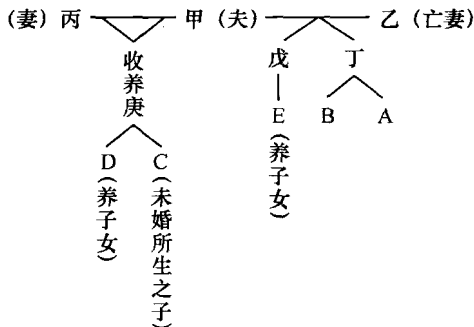 （妻）丙 甲（夫） 乙（亡妻）
收养庚 戊 丁
D（养子女） C（未婚所生之子） E（养子女） B A